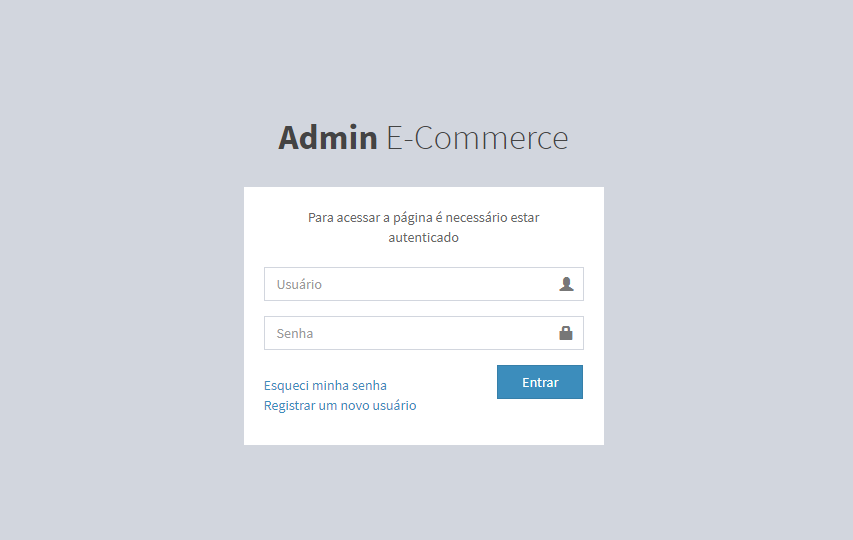 Admin E-Commerce
Para acessar a página é necessário estar
autenticado
Usuário
Senha
Entrar
Esqueci minha senha
Registrar um novo usuário